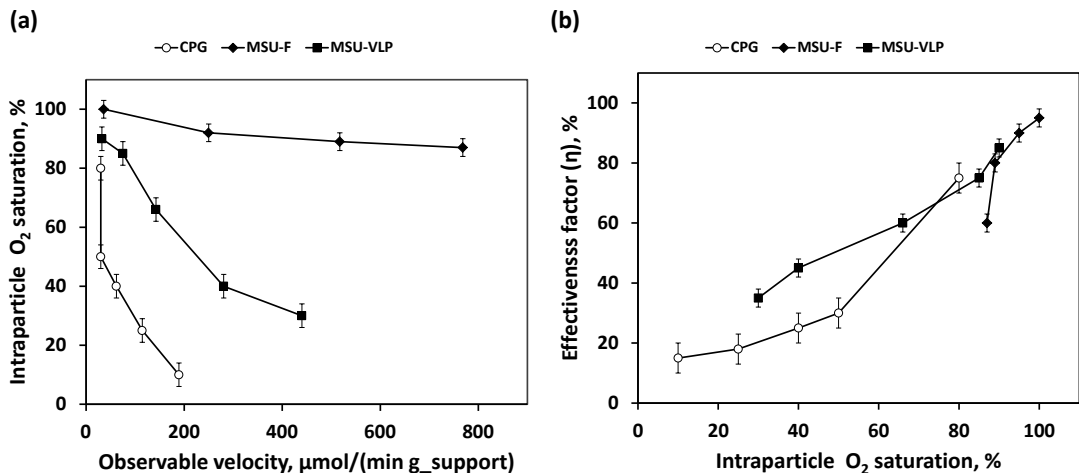 (a)
CPG MSU-F MSU-VLP
Intraparticle O2 saturation, %
100
80
60
40
20
0
0 200 400 600 800
Observable velocity, µmol/(min g_support)
(b)
CPG MSU-F MSU-VLP
Effectivensss factor (η), %
100
80
60
40
20
0
0 20 40 60 80 100
Intraparticle O2 saturation, %